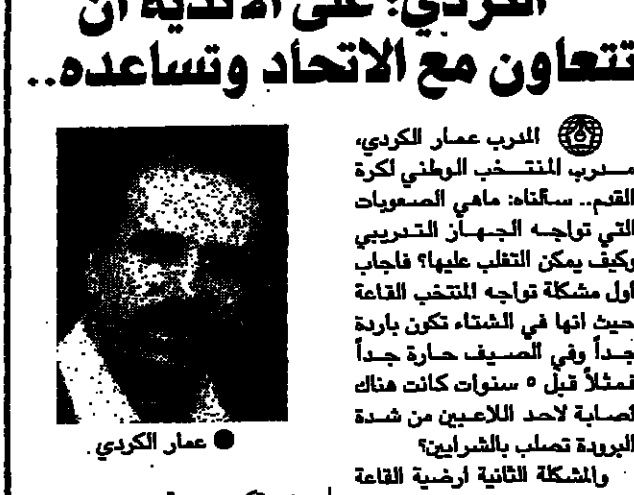 الكردي: على الأندية أن
تتعاون مع الاتحاد وتساعده..
المدرب عمار الكردي،
مدرب المنتخب الوطني لكرة
القدم.. سألناه: ماهي الصعوبات
التي تواجه الجهاز التدريبي
وكيف يمكن التغلب عليها؟ فاجاب
أول مشكلة تواجه المنتخب القاعة
حيث انها في الشتاء تكون باردة
جداً وفي الصيف حارة جداً
فمثلاً قبل ٥ سنوات كانت هناك
إصابة لاحد اللاعبين من شدة
البرودة تصلب بالشرايين؟
والمشكلة الثانية ارضية القاعة
عمار الكردي